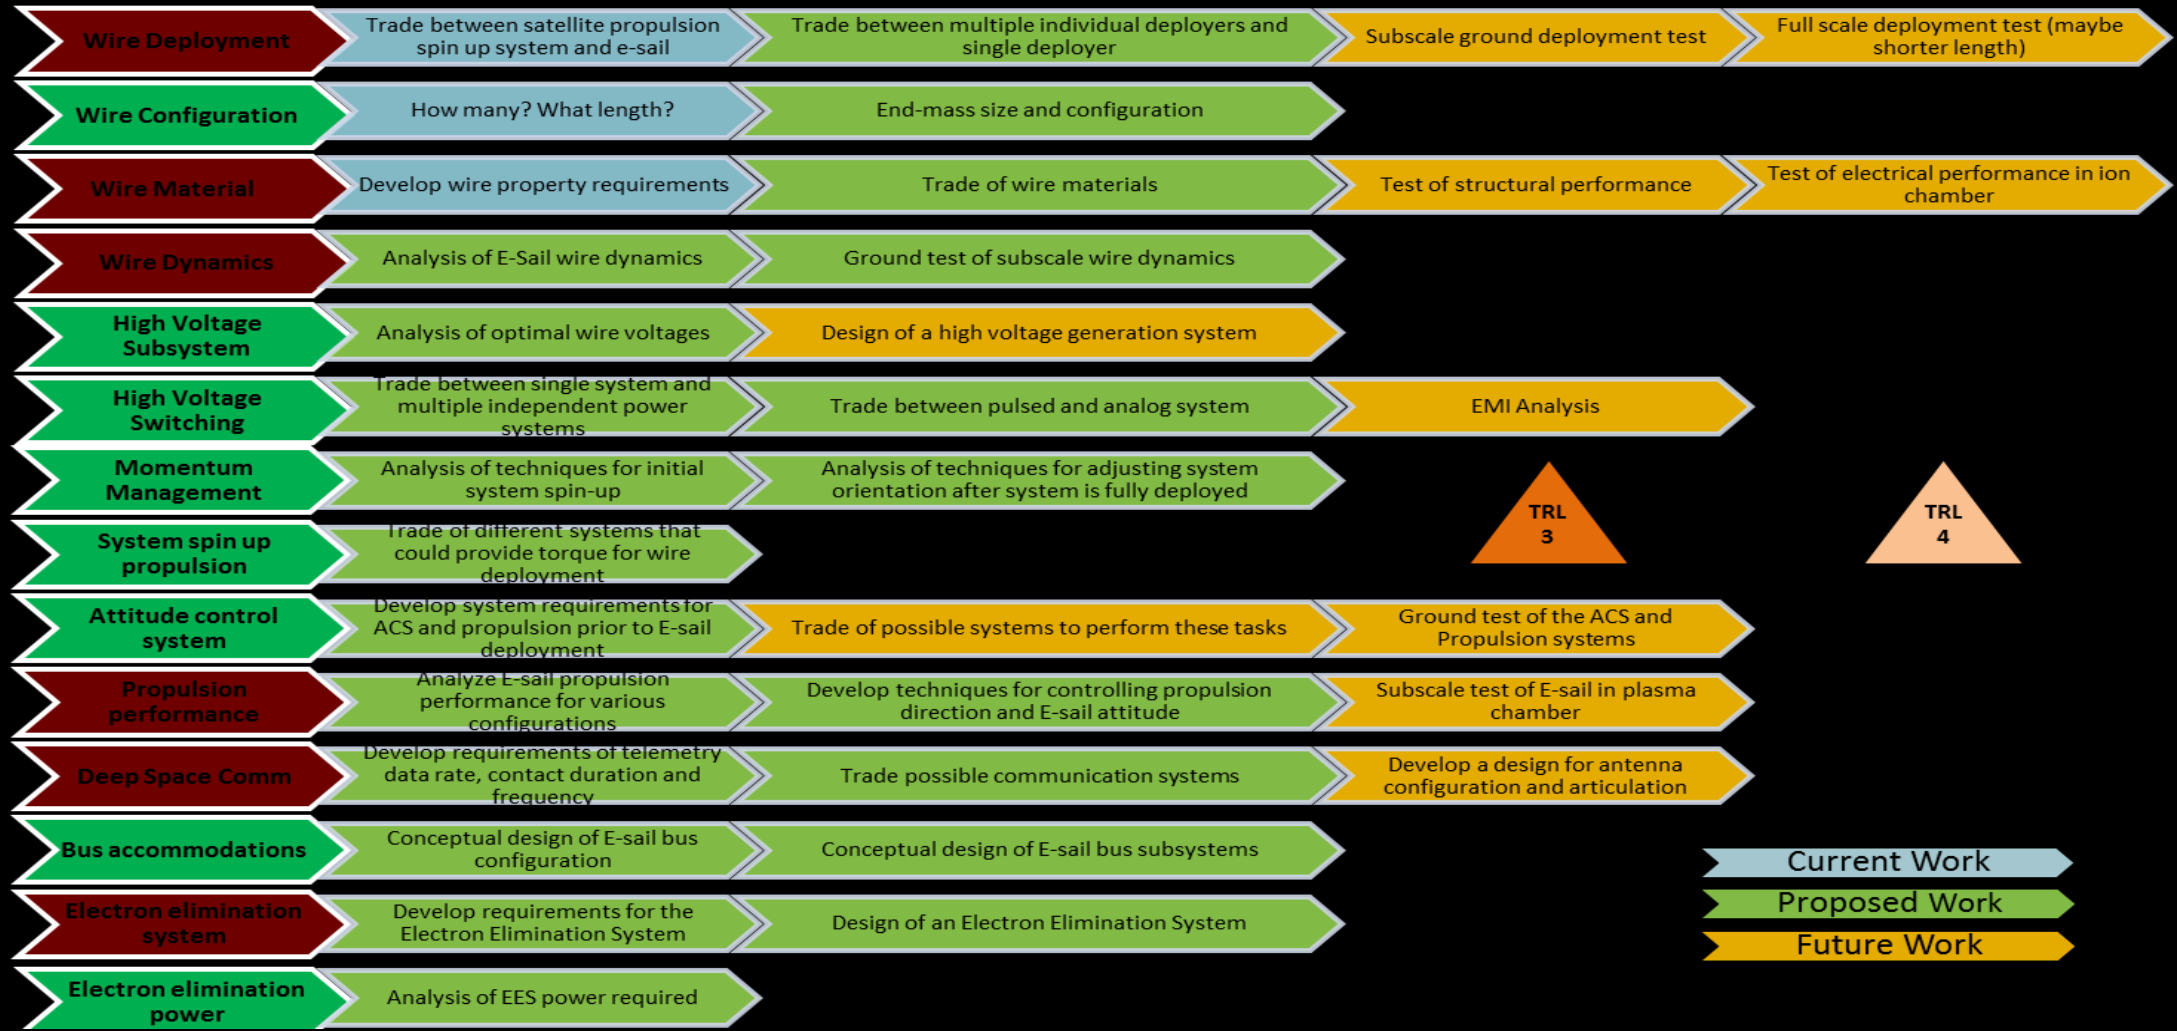 Wire Deployment
Trade between satellite propulsion
spin up system and e-sail
Trade between multiple individual deployers and
single deployer
Subscale ground deployment test
Full scale deployment test (maybe
shorter length)
Wire Configuration
How many? What length?
End-mass size and configuration
Wire Material
Develop wire property requirements
Trade of wire materials
Test of structural performance
Test of electrical performance in ion
chamber
Wire Dynamics
Analysis of E-Sail wire dynamics
Ground test of subscale wire dynamics
High Voltage
Subsystem
Analysis of optimal wire voltages
Design of a high voltage generation system
High Voltage
Switching
Trade between single system and
multiple independent power
systems
Trade between pulsed and analog system
EMI Analysis
Momentum
Management
Analysis of techniques for initial
system spin-up
Analysis of techniques for adjusting system
orientation after system is fully deployed
TRL
3
TRL
4
System spin up
propulsion
Trade of different systems that
could provide torque for wire
deployment
Attitude control
system
Develop system requirements for
ACS and propulsion prior to E-sail
deployment
Trade of possible systems to perform these tasks
Ground test of the ACS and
Propulsion systems
Propulsion
performance
Analyze E-sail propulsion
performance for various
configurations
Develop techniques for controlling propulsion
direction and E-sail attitude
Subscale test of E-sail in plasma
chamber
Deep Space Comm
Develop requirements of telemetry
data rate, contact duration and
frequency
Trade possible communication systems
Develop a design for antenna
configuration and articulation
Bus accommodations
Conceptual design of E-sail bus
configuration
Conceptual design of E-sail bus subsystems
Current Work
Proposed Work
Future Work
Electron elimination
system
Develop requirements for the
Electron Elimination System
Design of an Electron Elimination System
Electron elimination
power
Analysis of EES power required